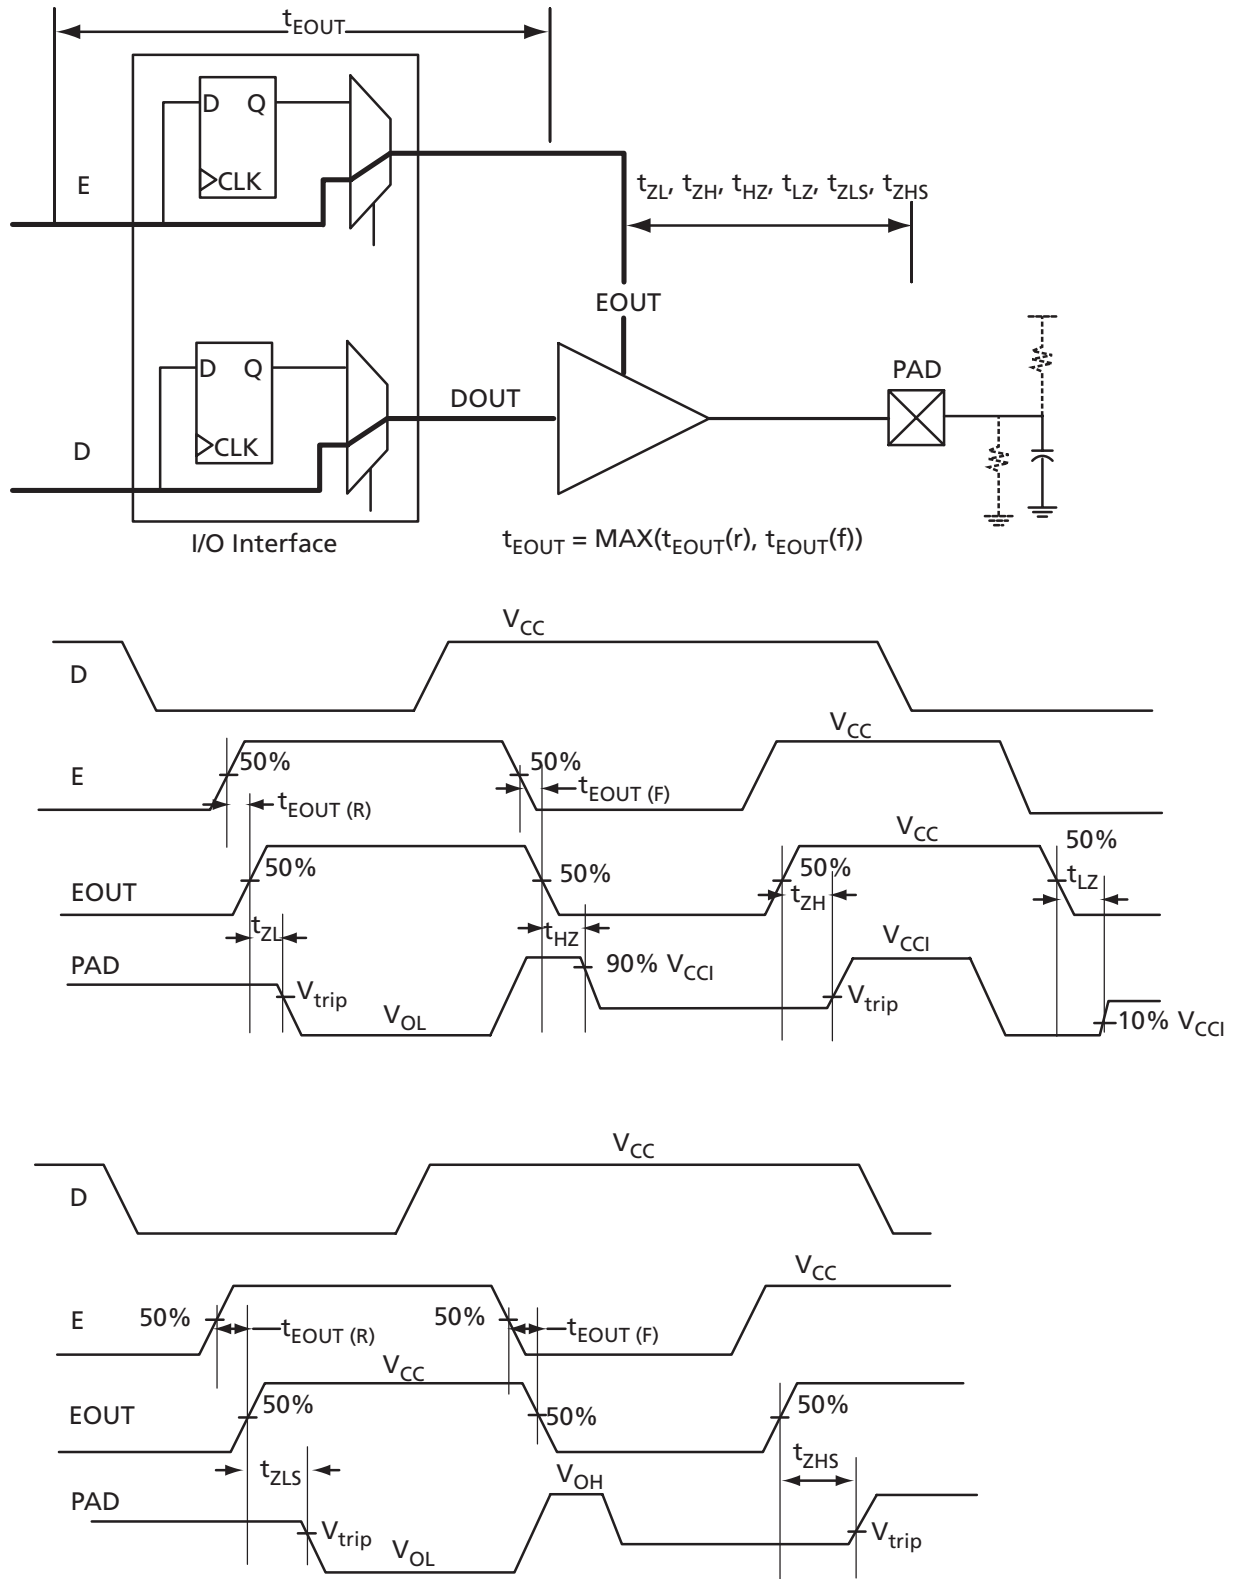 tEOUT
D Q
CLK
E
tZL, tZH, tHZ, tLZ, tZLS, tZHS
EOUT
D Q
CLK
DOUT
PAD
D
I/O Interface
tEOUT = MAX(tEOUT(r), tEOUT(f))
VCC
D
VCC
50%
50%
E
tEOUT (R)
tEOUT (F)
VCC
50%
50%
50%
50%
EOUT
tZL
tHZ
tZH
tLZ
PAD
VCCI
90% VCCI
Vtrip
Vtrip
VOL
10% VCCI
VCC
D
VCC
50%
50%
E
tEOUT (R)
tEOUT (F)
VCC
50%
50%
50%
EOUT
tZLS
tZHS
VOH
PAD
Vtrip
Vtrip
VOL